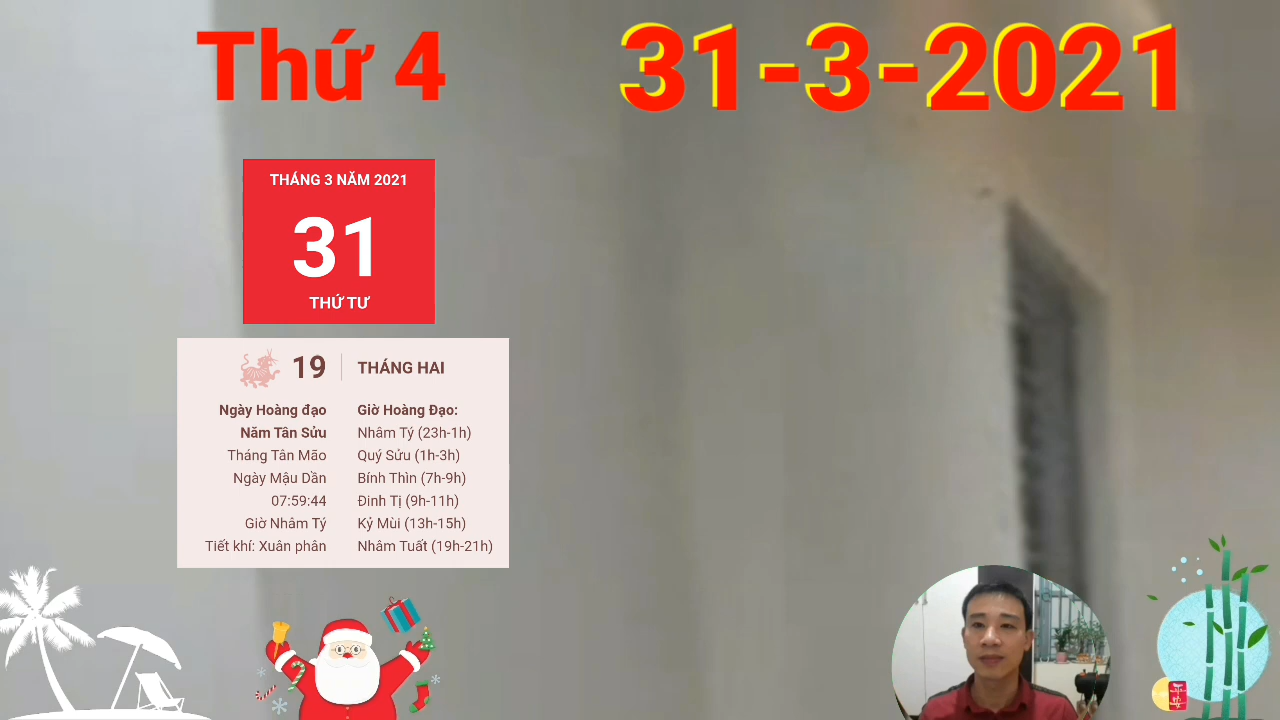 Thứ 4
31-3-2021
THÁNG 3 NĂM 2021
31
THỨ TƯ
19 THÁNG HAI
Ngày Hoàng đạo
Năm Tân Sửu
Tháng Tân Mão
Ngày Mậu Dần
07:59:44
Giờ Nhâm Tý
Tiết khí: Xuân phân
Giờ Hoàng Đạo:
Nhâm Tý (23h-1h)
Quý Sửu (1h-3h)
Bính Thìn (7h-9h)
Đinh Tị (9h-11h)
Kỷ Mùi (13h-15h)
Nhâm Tuất (19h-21h)